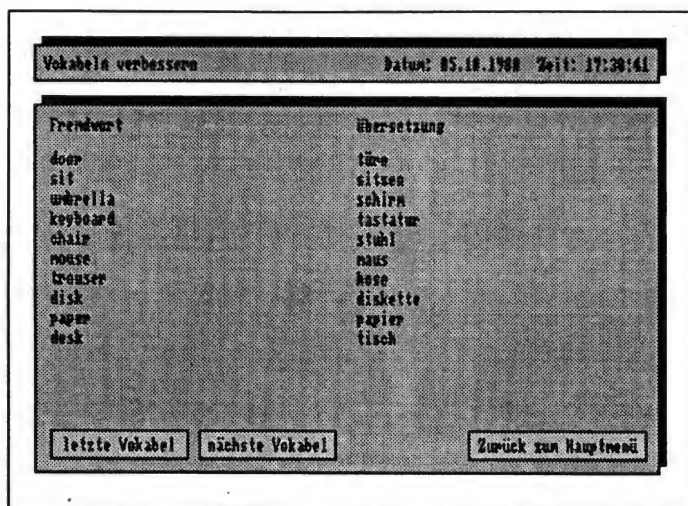 Vokabeln verbessern Datum: 05.10.1988 Zeit: 17:38:41
Fremdwort Übersetzung
door türe
sit sitzen
umbrella schirm
keyboard tastatur
chair stuhl
mouse maus
trouser hose
disk diskette
paper papier
desk tisch
letzte Vokabel nächste Vokabel Zurück zum Hauptmenü